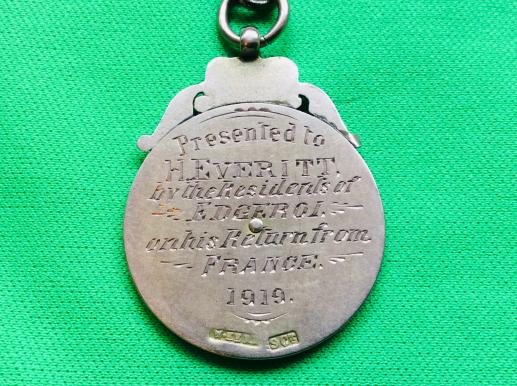 Presented to
H. EVERITT.
by the Residents of
EDGEROI.
on his Return from
FRANCE.
1919.